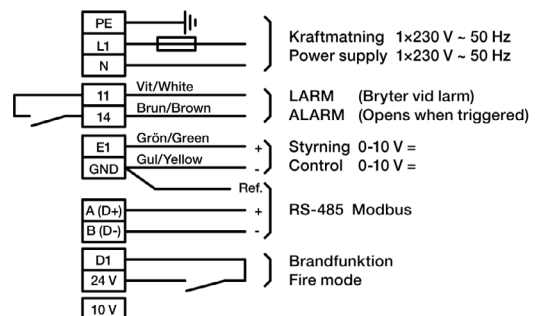 PE
L1
N
Kraftmatning 1×230 V ~ 50 Hz
Power supply 1×230 V ~ 50 Hz
11 Vit/White
14 Brun/Brown
LARM (Bryter vid larm)
ALARM (Opens when triggered)
E1 Grön/Green +
GND Gul/Yellow -
Styrning 0-10 V =
Control 0-10 V =
Ref.
A (D+) +
B (D-) -
RS-485 Modbus
D1
24 V
Brandfunktion
Fire mode
10 V